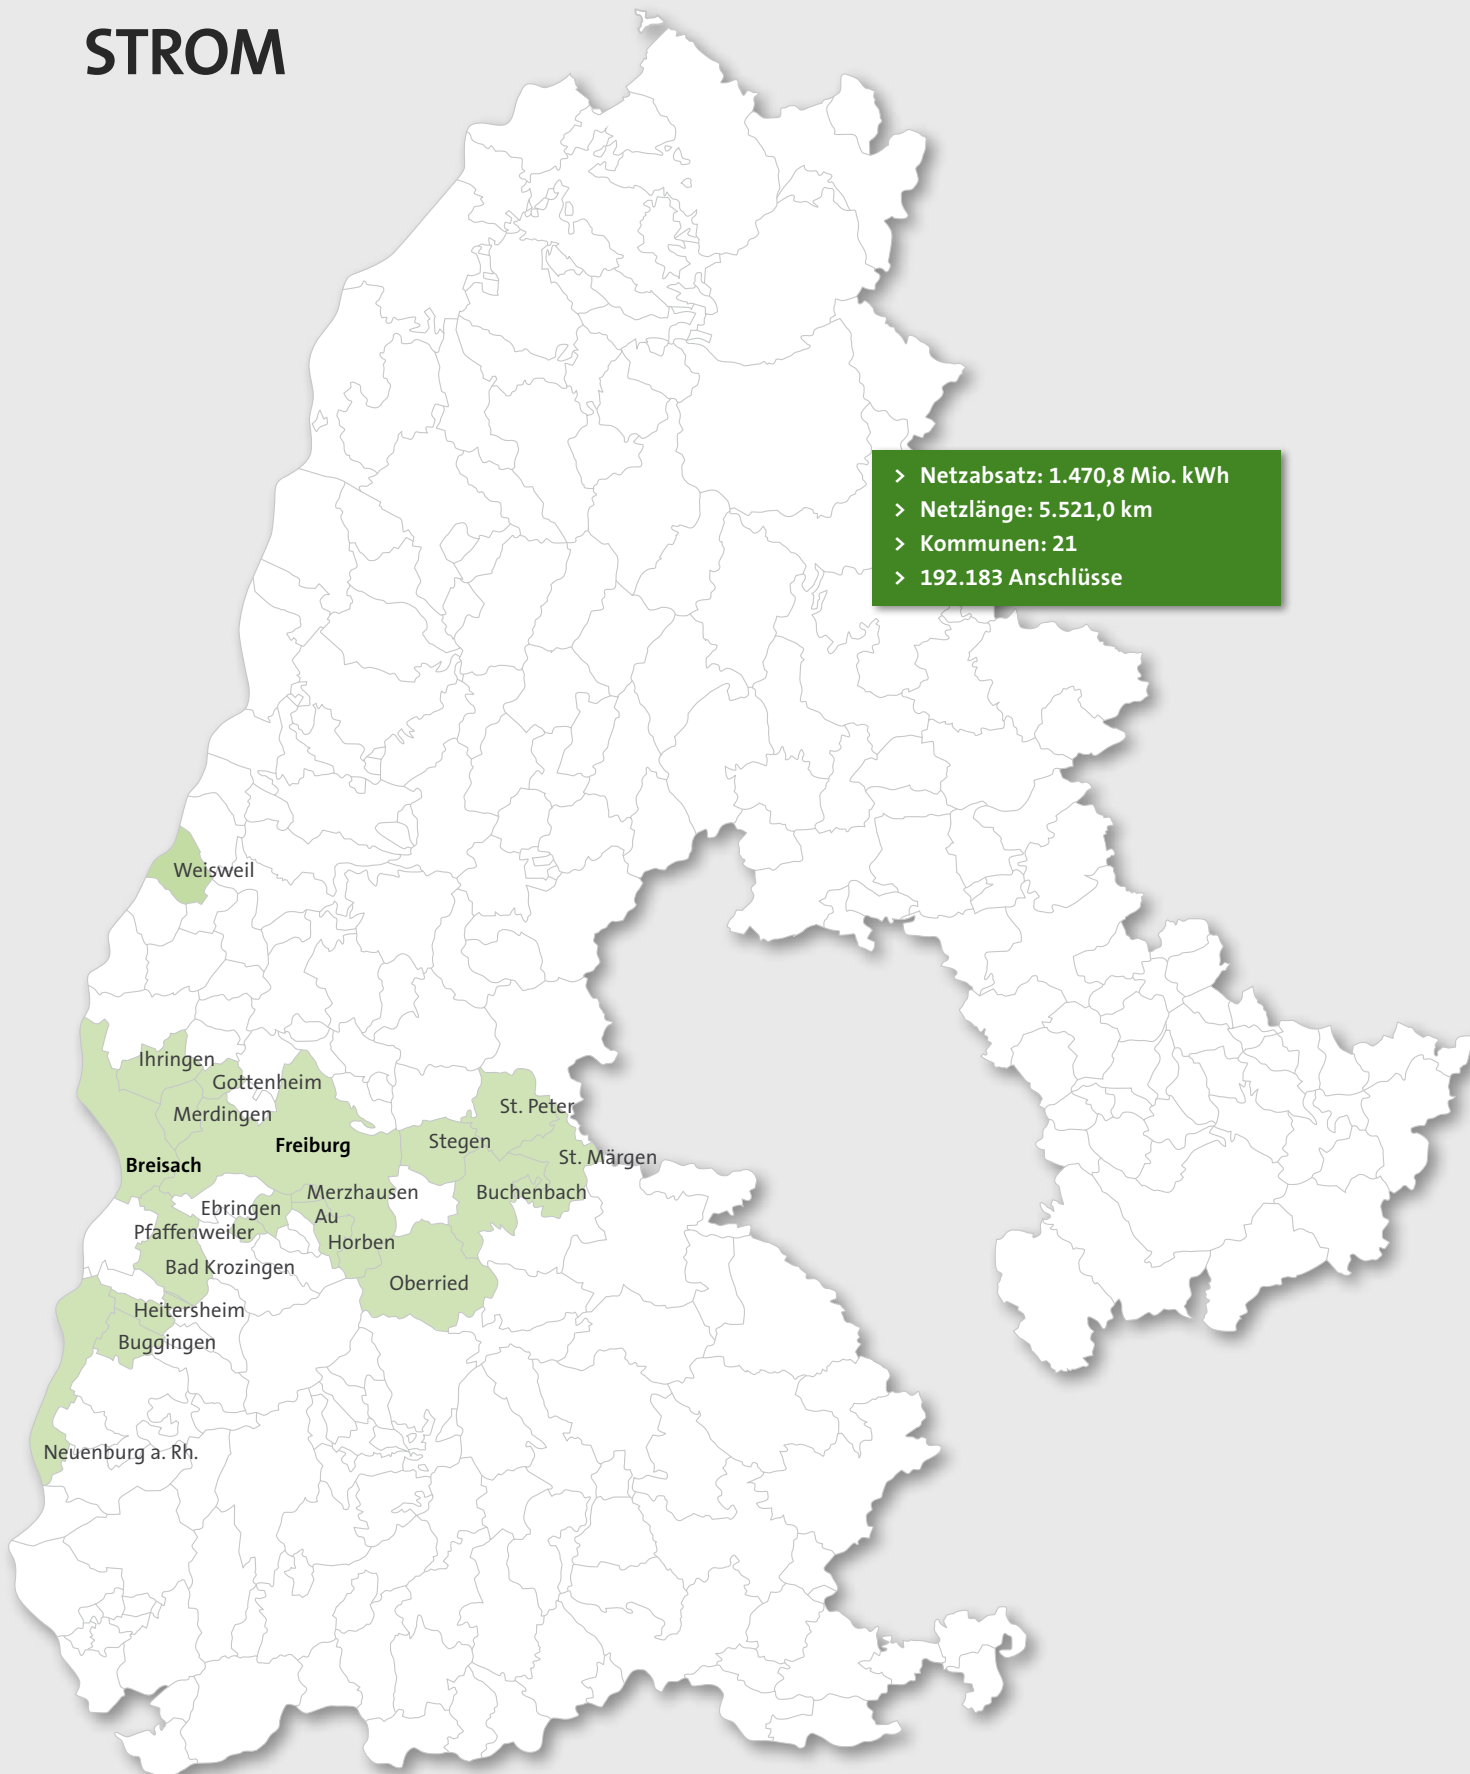 STROM
> Netzabsatz: 1.470,8 Mio. kWh
> Netzlänge: 5.521,0 km
> Kommunen: 21
> 192.183 Anschlüsse
Weisweil
Ihringen
Gottenheim
Merdingen
St. Peter
Freiburg
Stegen
Breisach
St. Märgen
Merzhausen
Buchenbach
Ebringen
Au
Pfaffenweiler
Horben
Bad Krozingen
Oberried
Heitersheim
Buggingen
Neuenburg a. Rh.